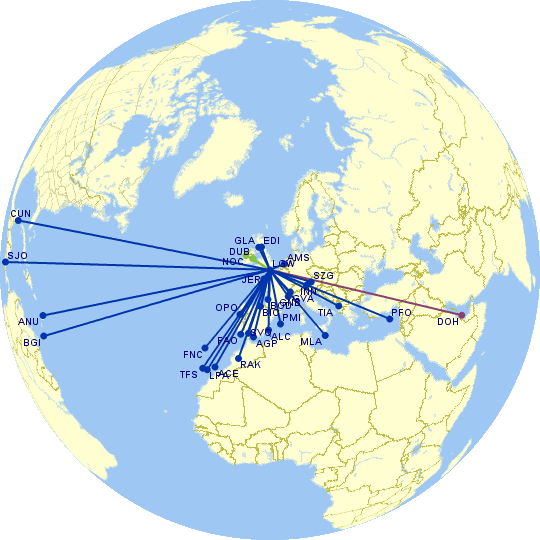 CUN
GLA
EDI
DUB
NOC
LGW
AMS
SJO
JER
SZG
INN
GVA
ANU
OPO
BOD
BIO
TIA
PFO
DOH
PMI
BGI
FAO
SVQ
ALC
AGP
MLA
FNC
RAK
TFS
LPA
ACE